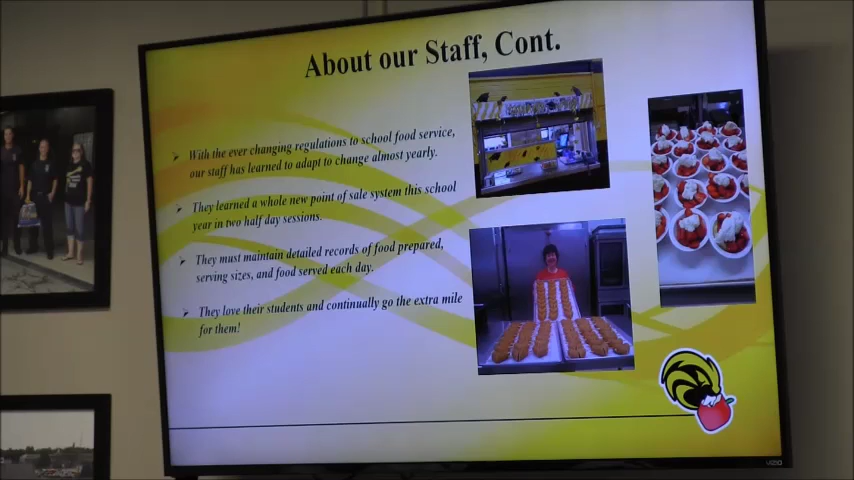 About our Staff, Cont.
➢ With the ever changing regulations to school food service,
our staff has learned to adapt to change almost yearly.
➢ They learned a whole new point of sale system this school
year in two half day sessions.
➢ They must maintain detailed records of food prepared,
serving sizes, and food served each day.
➢ They love their students and continually go the extra mile
for them!
VIZIO